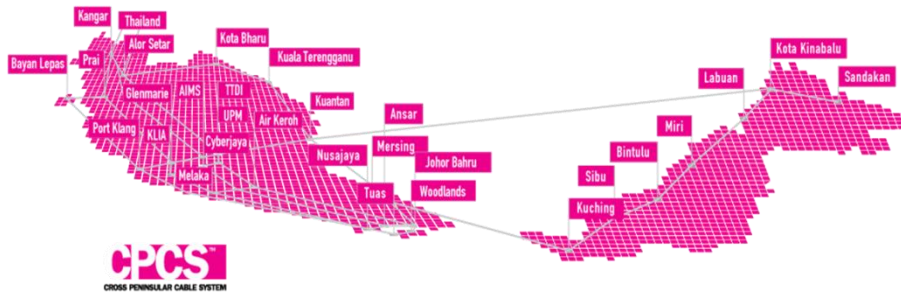 Kangar
Thailand
Alor Setar
Bayan Lepas
Prai
Kota Bharu
Kuala Terengganu
Glenmarie
AIMS
TTDI
UPM
Air Keroh
Kuantan
Port Klang
KLIA
Cyberjaya
Melaka
Ansar
Nusajaya
Mersing
Johor Bahru
Tuas
Woodlands
Kota Kinabalu
Labuan
Sandakan
Miri
Bintulu
Sibu
Kuching
CPCS™
CROSS PENINSULAR CABLE SYSTEM